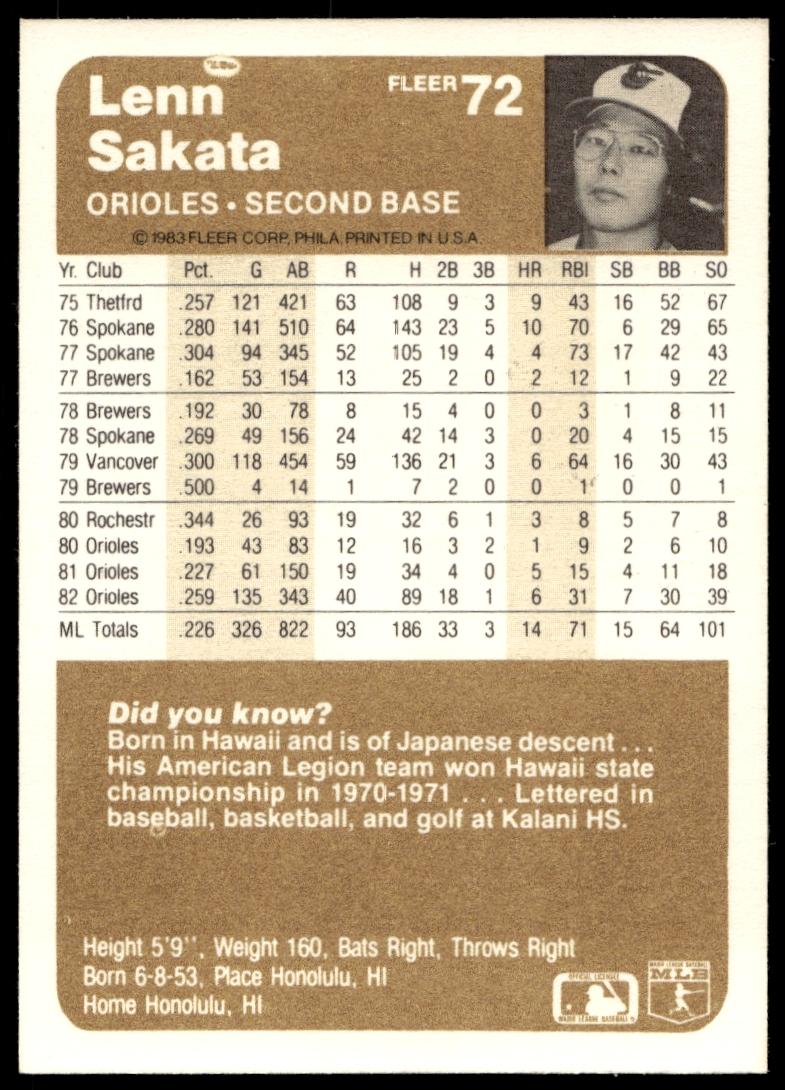 Lenn
Sakata
FLEER 72
ORIOLES • SECOND BASE
© 1983 FLEER CORP., PHILA. PRINTED IN U.S.A.
Yr. Club Pct. G AB R H 2B 3B HR RBI SB BB SO
75 Thetfrd .257 121 421 63 108 9 3 9 43 16 52 67
76 Spokane .280 141 510 64 143 23 5 10 70 6 29 65
77 Spokane .304 94 345 52 105 19 4 4 73 17 42 43
77 Brewers .162 53 154 13 25 2 0 2 12 1 9 22
78 Brewers .192 30 78 8 15 4 0 0 3 1 8 11
78 Spokane .269 49 156 24 42 14 3 0 20 4 15 15
79 Vancover .300 118 454 59 136 21 3 6 64 16 30 43
79 Brewers .500 4 14 1 7 2 0 0 1 0 0 1
80 Rochestr .344 26 93 19 32 6 1 3 8 5 7 8
80 Orioles .193 43 83 12 16 3 2 1 9 2 6 10
81 Orioles .227 61 150 19 34 4 0 5 15 4 11 18
82 Orioles .259 135 343 40 89 18 1 6 31 7 30 39
ML Totals .226 326 822 93 186 33 3 14 71 15 64 101
Did you know?
Born in Hawaii and is of Japanese descent . . .
His American Legion team won Hawaii state
championship in 1970-1971 . . . Lettered in
baseball, basketball, and golf at Kalani HS.
Height 5'9'', Weight 160, Bats Right, Throws Right
Born 6-8-53, Place Honolulu, HI
Home Honolulu, HI
OFFICIAL LICENSEE
MAJOR LEAGUE BASEBALL
MAJOR LEAGUE BASEBALL
MLB